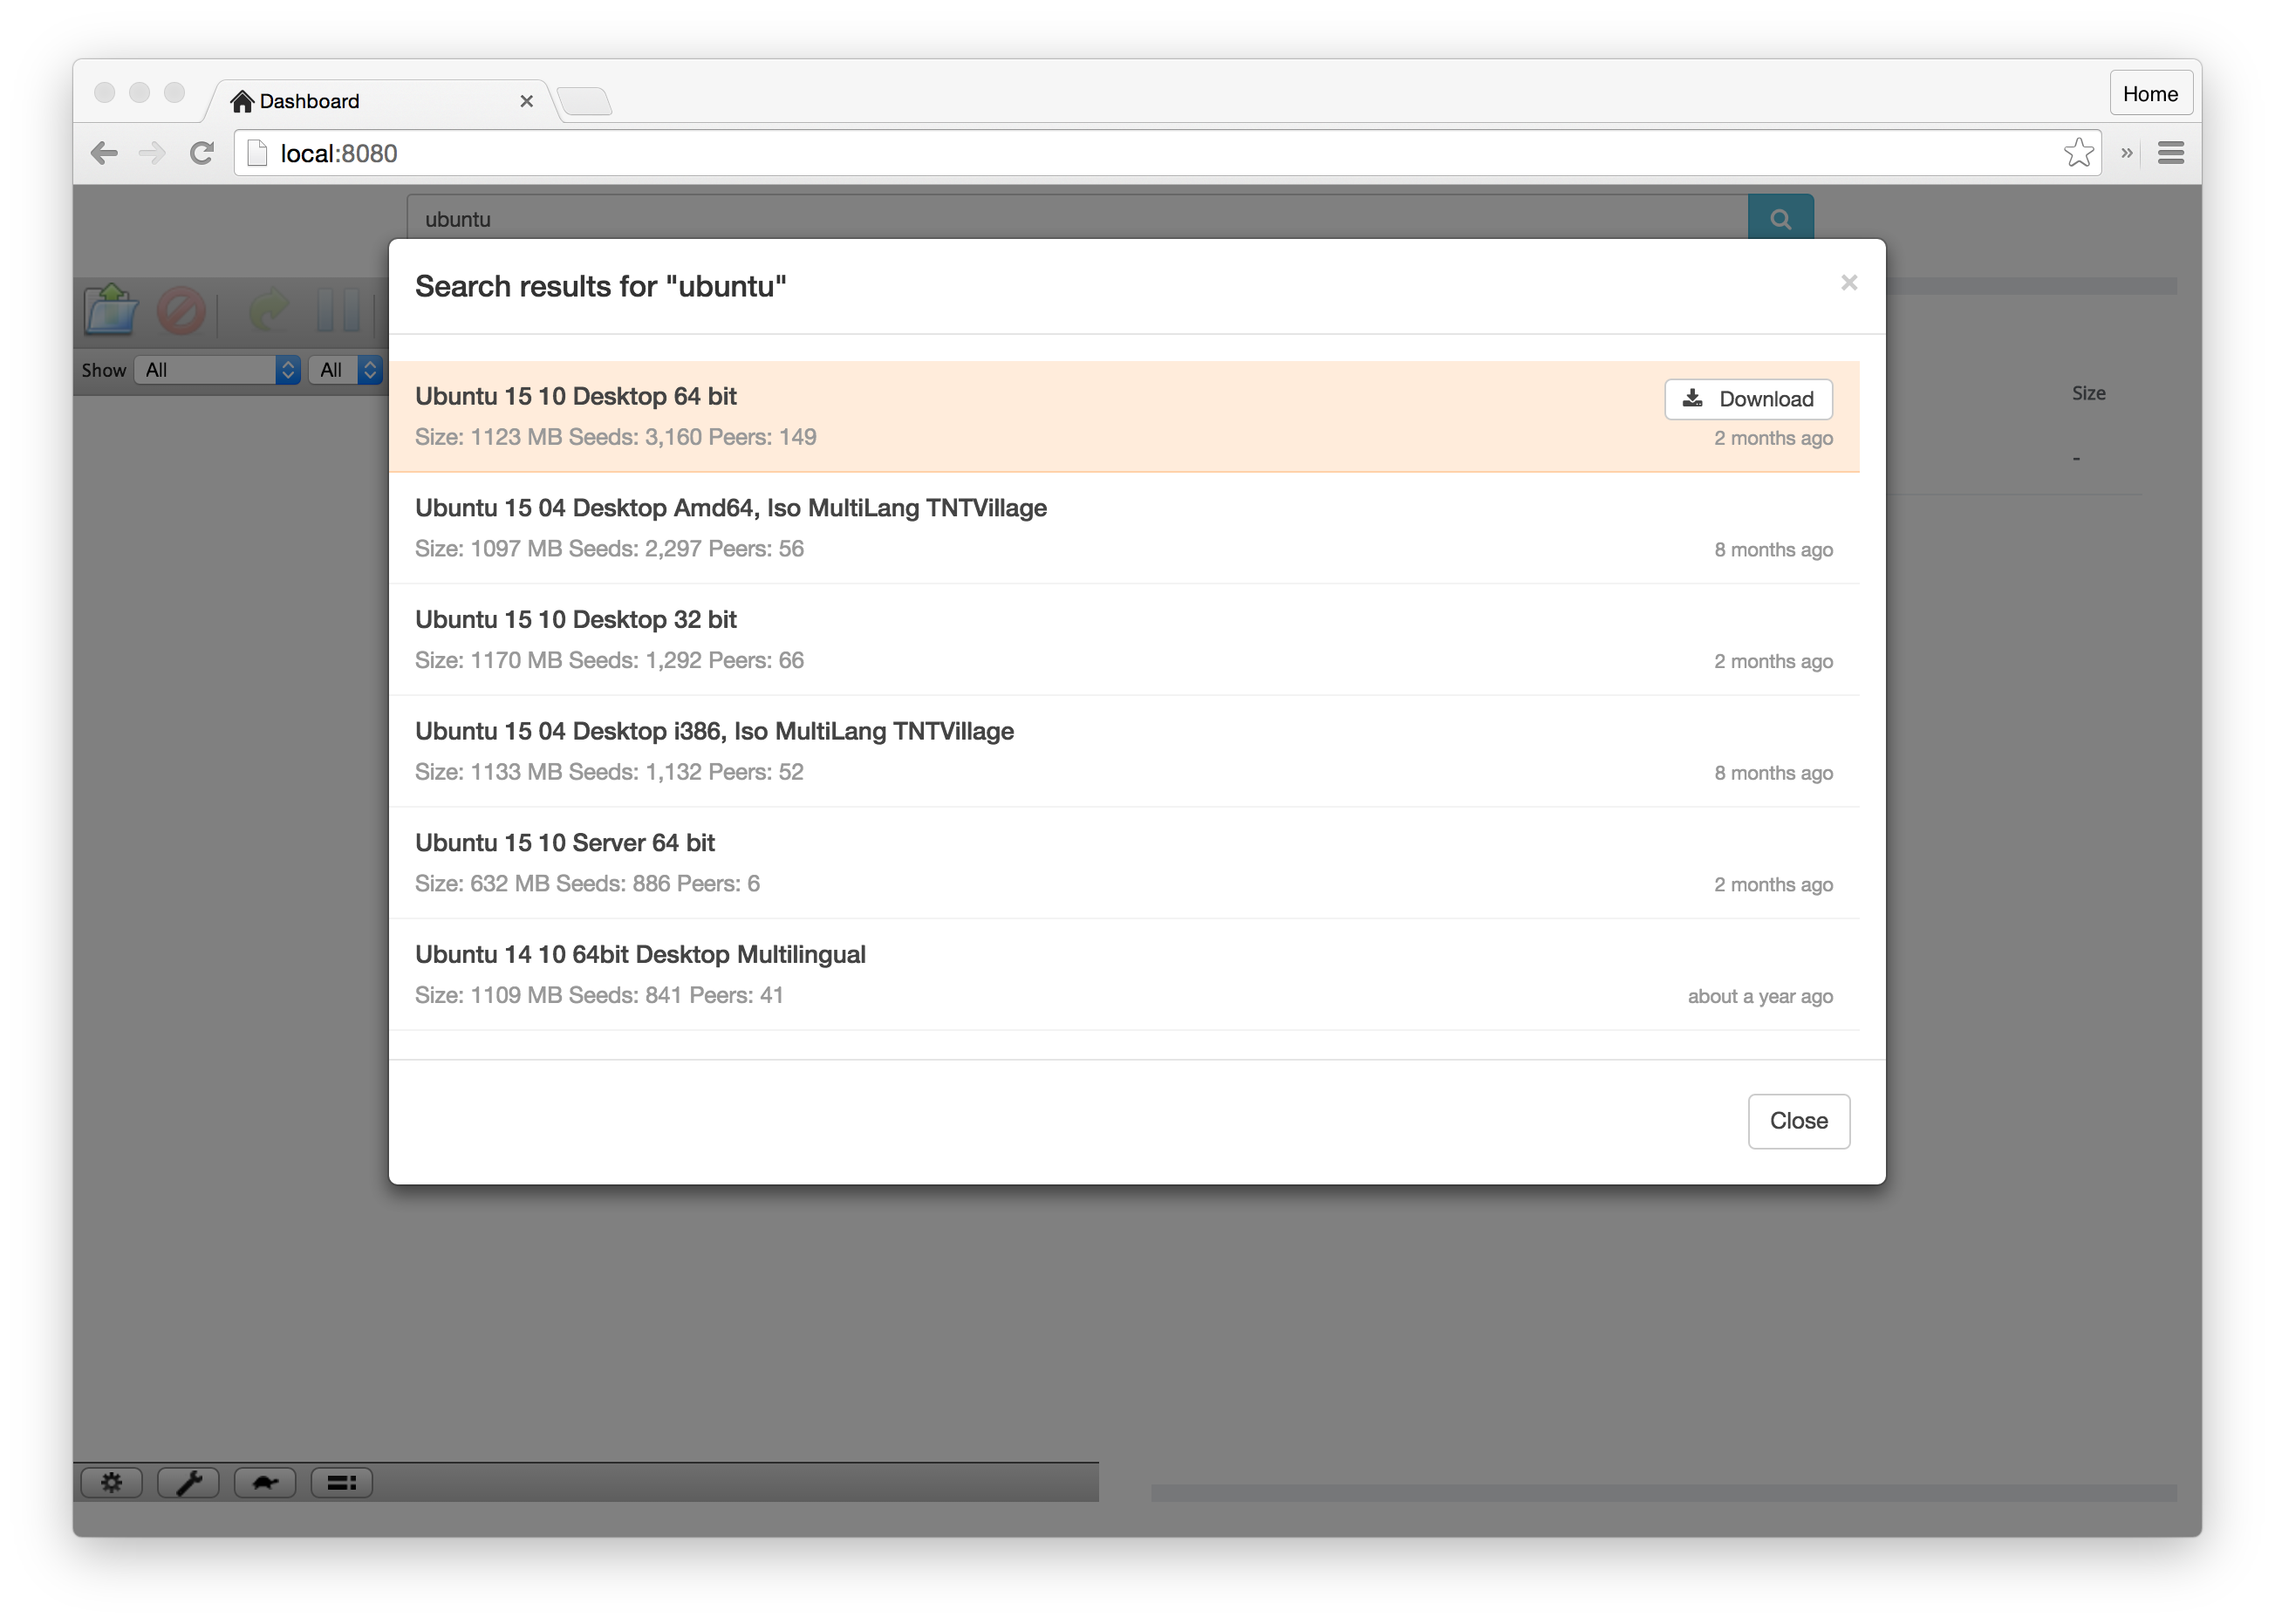 Dashboard
Home
local:8080
ubuntu
Search results for "ubuntu"
×
Show All All
Size
-
Ubuntu 15 10 Desktop 64 bit
Download
Size: 1123 MB Seeds: 3,160 Peers: 149
2 months ago
Ubuntu 15 04 Desktop Amd64, Iso MultiLang TNTVillage
Size: 1097 MB Seeds: 2,297 Peers: 56
8 months ago
Ubuntu 15 10 Desktop 32 bit
Size: 1170 MB Seeds: 1,292 Peers: 66
2 months ago
Ubuntu 15 04 Desktop i386, Iso MultiLang TNTVillage
Size: 1133 MB Seeds: 1,132 Peers: 52
8 months ago
Ubuntu 15 10 Server 64 bit
Size: 632 MB Seeds: 886 Peers: 6
2 months ago
Ubuntu 14 10 64bit Desktop Multilingual
Size: 1109 MB Seeds: 841 Peers: 41
about a year ago
Close